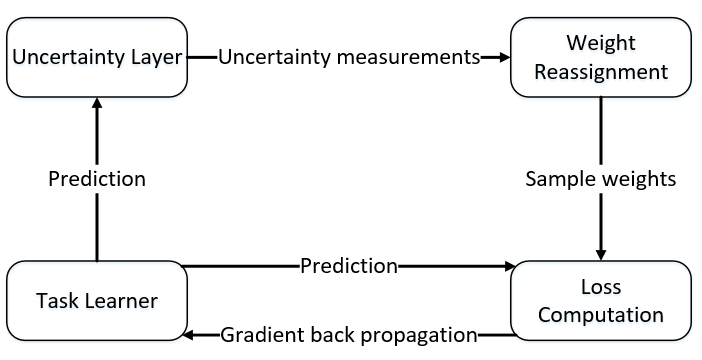 Uncertainty Layer
Uncertainty measurements
Weight
Reassignment
Prediction
Sample weights
Task Learner
Prediction
Loss
Computation
Gradient back propagation